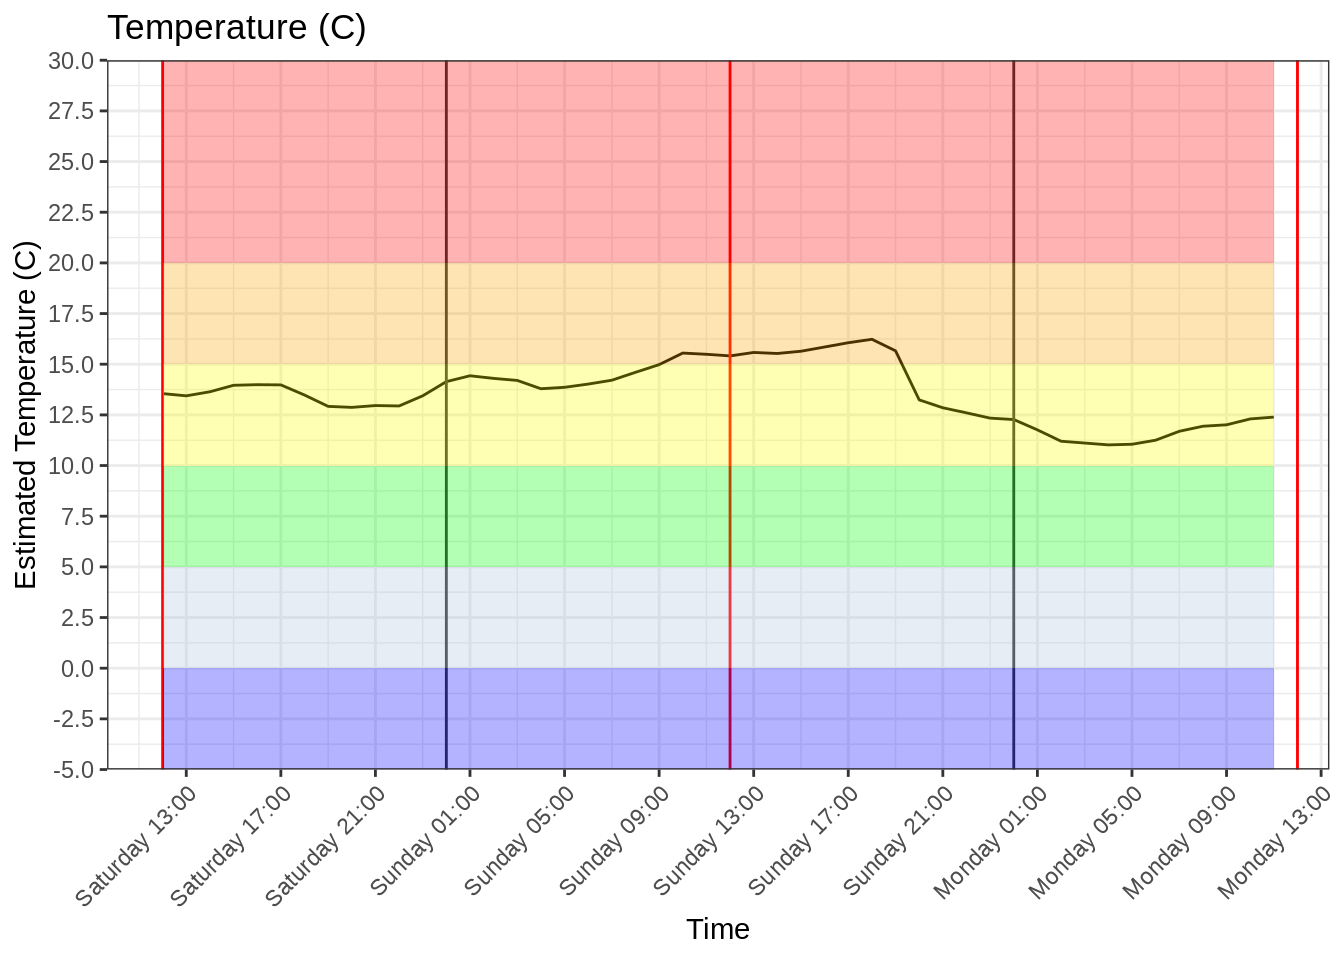 Temperature (C)
Estimated Temperature (C)
30.0
27.5
25.0
22.5
20.0
17.5
15.0
12.5
10.0
7.5
5.0
2.5
0.0
-2.5
-5.0
Saturday 13:00
Saturday 17:00
Saturday 21:00
Sunday 01:00
Sunday 05:00
Sunday 09:00
Sunday 13:00
Sunday 17:00
Sunday 21:00
Monday 01:00
Monday 05:00
Monday 09:00
Monday 13:00
Time